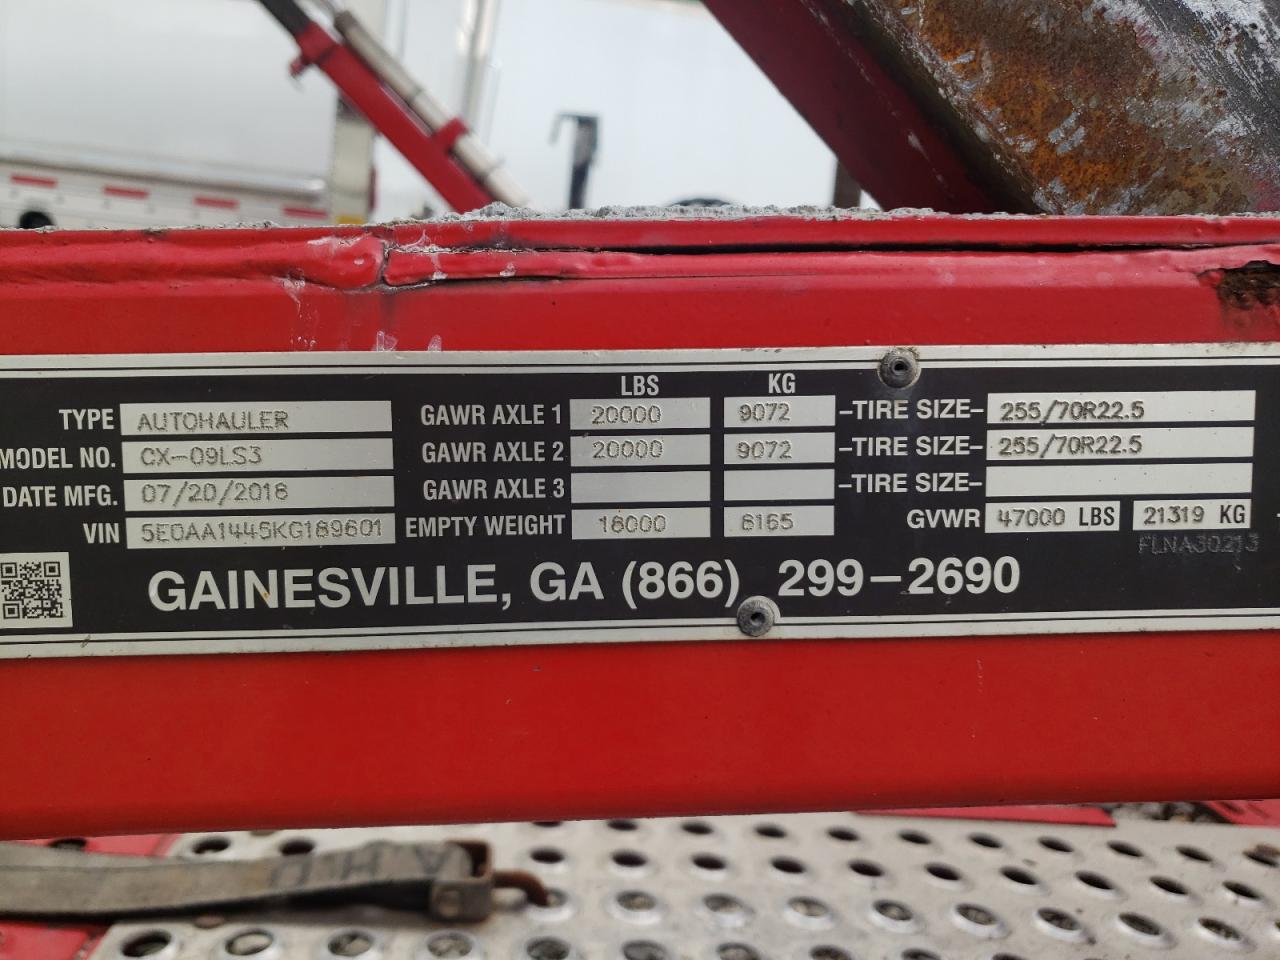 LBS KG
TYPE AUTOHAULER GAWR AXLE 1 20000 9072 -TIRE SIZE- 255/70R22.5
MODEL NO. CX-09LS3 GAWR AXLE 2 20000 9072 -TIRE SIZE- 255/70R22.5
DATE MFG. 07/20/2018 GAWR AXLE 3 -TIRE SIZE-
VIN 5E0AA1445KG189601 EMPTY WEIGHT 18000 8165 GVWR 47000 LBS 21319 KG
FLNA30213
GAINESVILLE, GA (866) 299-2690